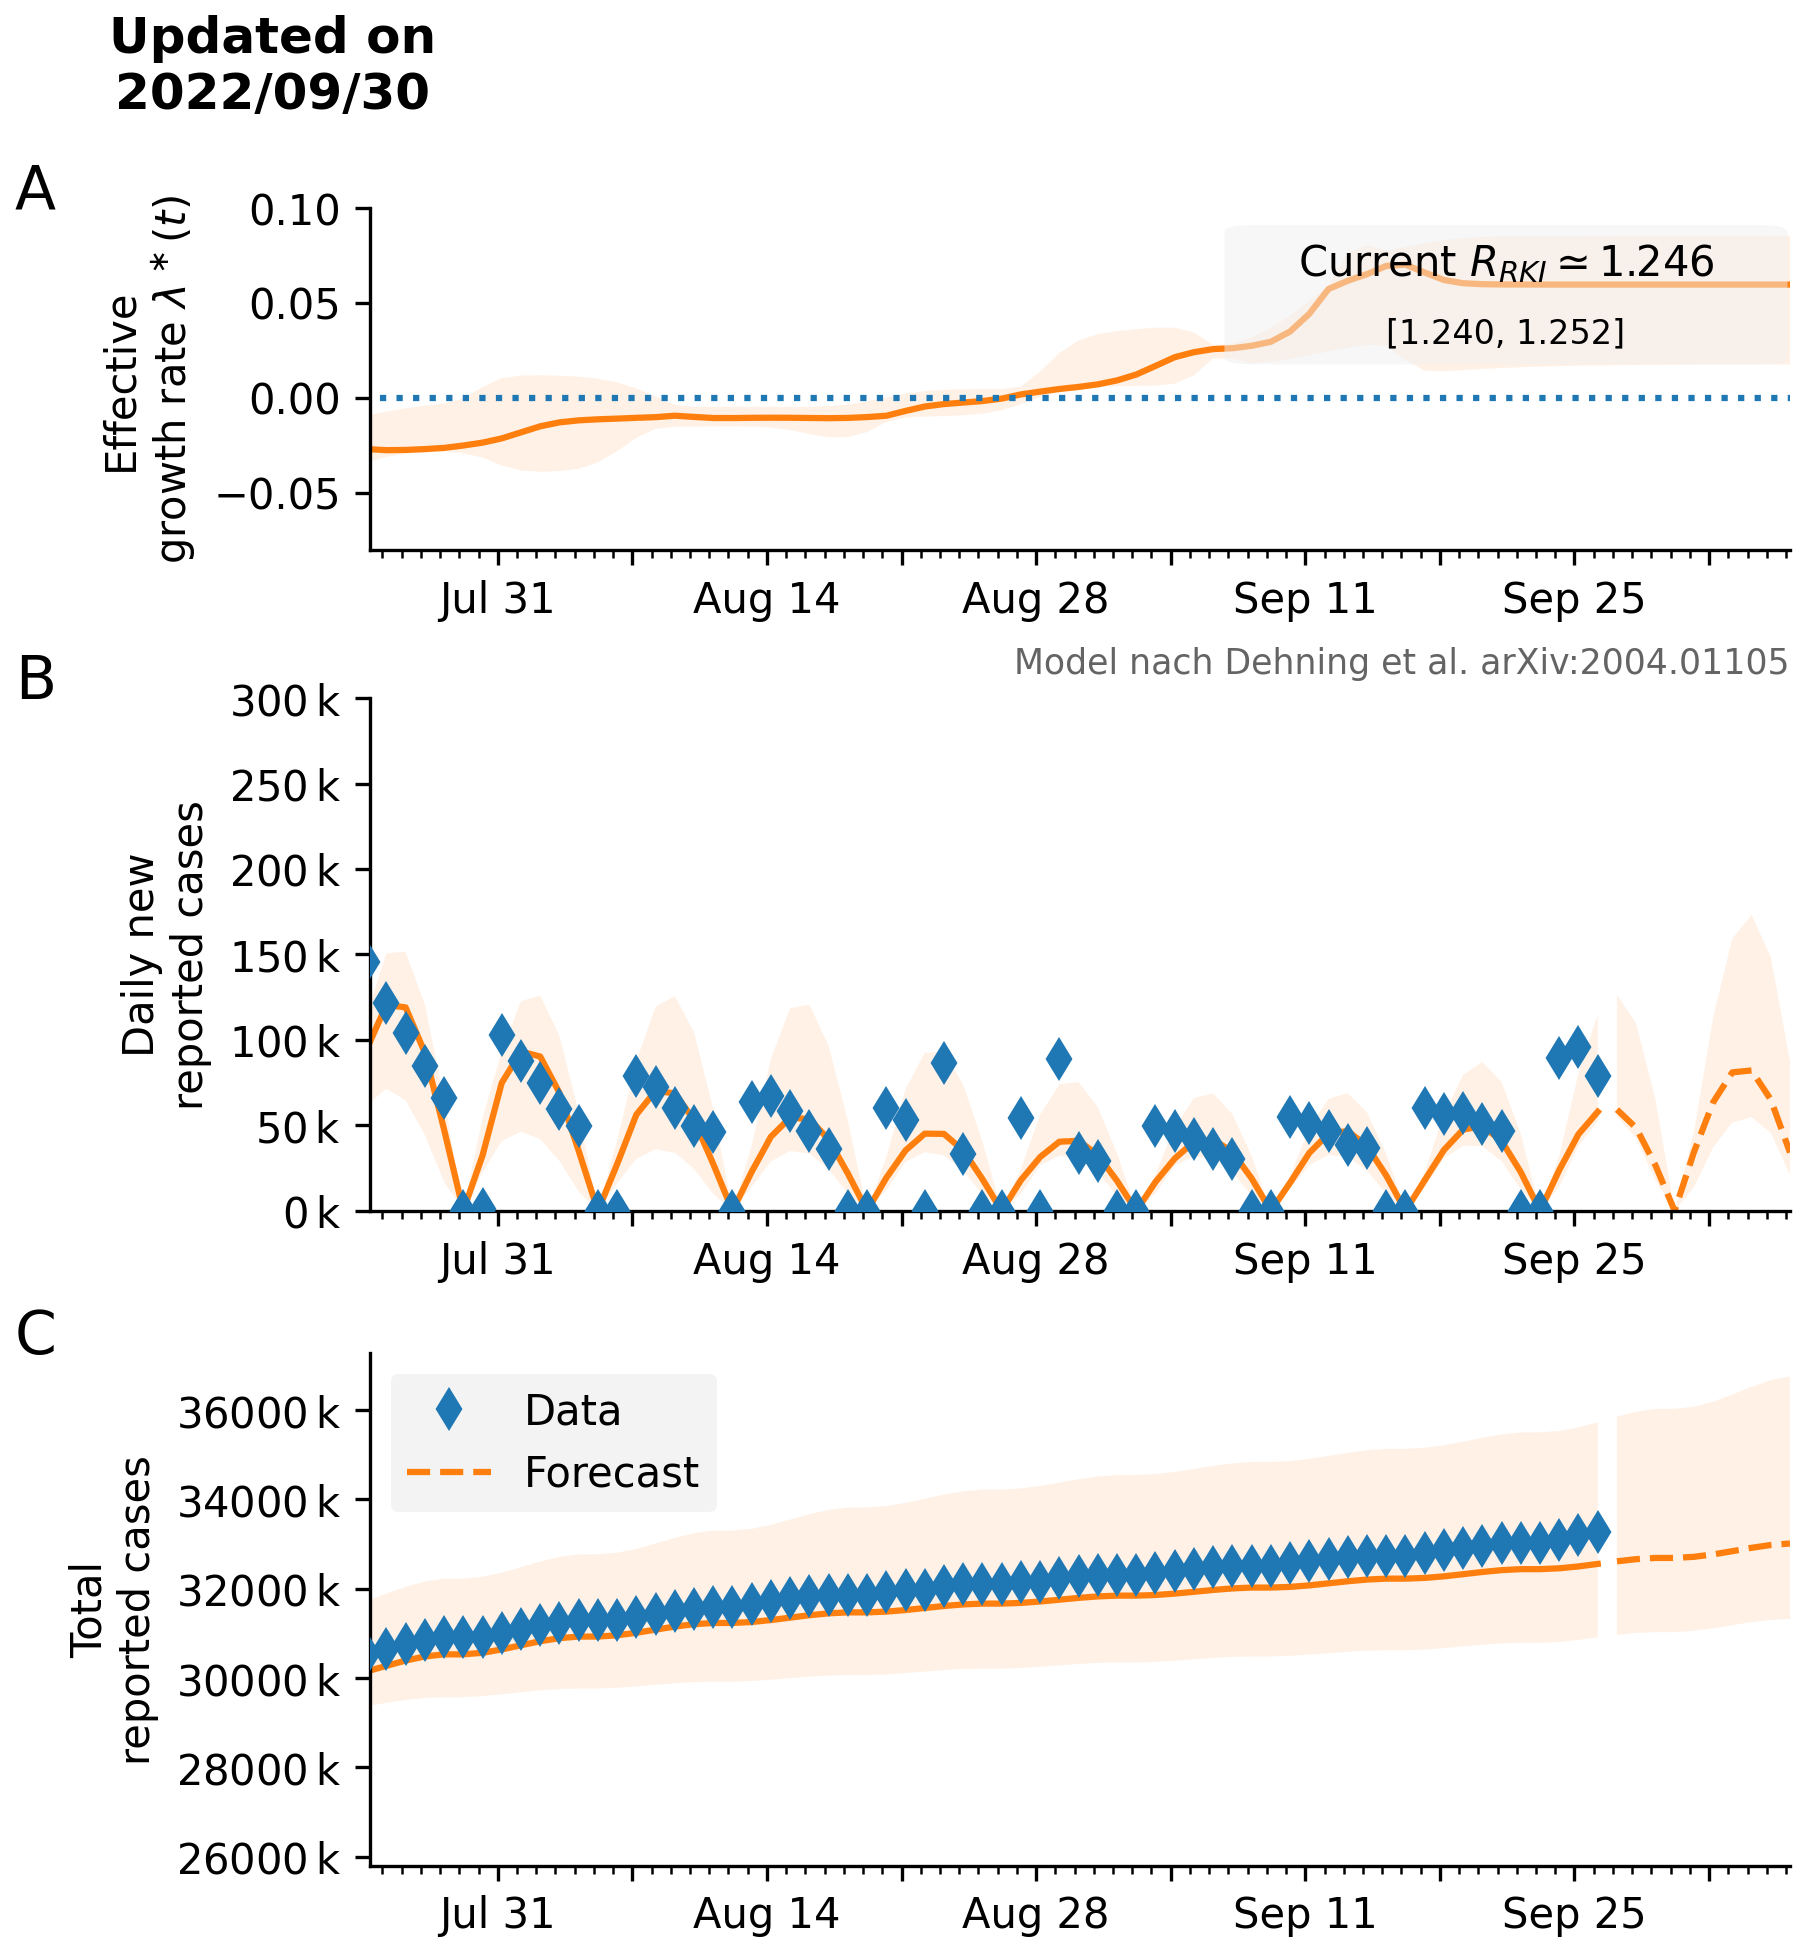 Updated on
2022/09/30
A
Effective
growth rate λ * (t)
0.10
0.05
0.00
−0.05
Current R_RKI ≃ 1.246
[1.240, 1.252]
Jul 31 Aug 14 Aug 28 Sep 11 Sep 25
Model nach Dehning et al. arXiv:2004.01105
B
Daily new
reported cases
300 k
250 k
200 k
150 k
100 k
50 k
0 k
Jul 31 Aug 14 Aug 28 Sep 11 Sep 25
C
Total
reported cases
36000 k
34000 k
32000 k
30000 k
28000 k
26000 k
Data
Forecast
Jul 31 Aug 14 Aug 28 Sep 11 Sep 25